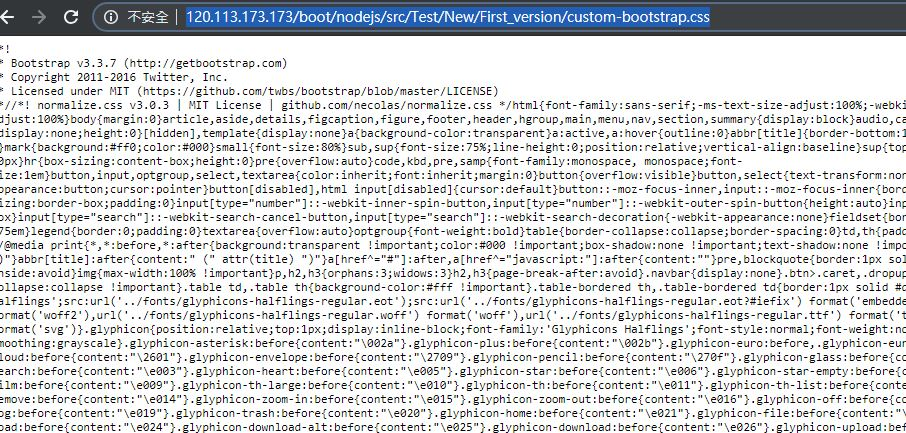 不安全 120.113.173.173/boot/nodejs/src/Test/New/First_version/custom-bootstrap.css
*!
* Bootstrap v3.3.7 (http://getbootstrap.com)
* Copyright 2011-2016 Twitter, Inc.
* Licensed under MIT (https://github.com/twbs/bootstrap/blob/master/LICENSE)
*//*! normalize.css v3.0.3 | MIT License | github.com/necolas/normalize.css */html{font-family:sans-serif;-ms-text-size-adjust:100%;-webki
adjust:100%}body{margin:0}article,aside,details,figcaption,figure,footer,header,hgroup,main,menu,nav,section,summary{display:block}audio,ca
display:none;height:0}[hidden],template{display:none}a{background-color:transparent}a:active,a:hover{outline:0}abbr[title]{border-bottom:1
}mark{background:#ff0;color:#000}small{font-size:80%}sub,sup{font-size:75%;line-height:0;position:relative;vertical-align:baseline}sup{top
0px}hr{box-sizing:content-box;height:0}pre{overflow:auto}code,kbd,pre,samp{font-family:monospace, monospace;font-
size:1em}button,input,optgroup,select,textarea{color:inherit;font:inherit;margin:0}button{overflow:visible}button,select{text-transform:non
ppearance:button;cursor:pointer}button[disabled],html input[disabled]{cursor:default}button::-moz-focus-inner,input::-moz-focus-inner{bord
izing:border-box;padding:0}input[type="number"]::-webkit-inner-spin-button,input[type="number"]::-webkit-outer-spin-button{height:auto}inp
ox}input[type="search"]::-webkit-search-cancel-button,input[type="search"]::-webkit-search-decoration{-webkit-appearance:none}fieldset{bor
75em}legend{border:0;padding:0}textarea{overflow:auto}optgroup{font-weight:bold}table{border-collapse:collapse;border-spacing:0}td,th{padd
/@media print{*,*:before,*:after{background:transparent !important;color:#000 !important;box-shadow:none !important;text-shadow:none !impo
)"}abbr[title]:after{content:" (" attr(title) ")"}a[href^="#"]:after,a[href^="javascript:"]:after{content:""}pre,blockquote{border:1px sol
nside:avoid}img{max-width:100% !important}p,h2,h3{orphans:3;widows:3}h2,h3{page-break-after:avoid}.navbar{display:none}.btn>.caret,.dropup
ollapse:collapse !important}.table td,.table th{background-color:#fff !important}.table-bordered th,.table-bordered td{border:1px solid #d
alflings';src:url('../fonts/glyphicons-halflings-regular.eot');src:url('../fonts/glyphicons-halflings-regular.eot?#iefix') format('embedde
format('woff2'),url('../fonts/glyphicons-halflings-regular.woff') format('woff'),url('../fonts/glyphicons-halflings-regular.ttf') format('t
format('svg')}.glyphicon{position:relative;top:1px;display:inline-block;font-family:'Glyphicons Halflings';font-style:normal;font-weight:no
moothing:grayscale}.glyphicon-asterisk:before{content:"\002a"}.glyphicon-plus:before{content:"\002b"}.glyphicon-euro:before,.glyphicon-eur
loud:before{content:"\2601"}.glyphicon-envelope:before{content:"\2709"}.glyphicon-pencil:before{content:"\270f"}.glyphicon-glass:before{co
earch:before{content:"\e003"}.glyphicon-heart:before{content:"\e005"}.glyphicon-star:before{content:"\e006"}.glyphicon-star-empty:before{c
ilm:before{content:"\e009"}.glyphicon-th-large:before{content:"\e010"}.glyphicon-th:before{content:"\e011"}.glyphicon-th-list:before{conte
emove:before{content:"\e014"}.glyphicon-zoom-in:before{content:"\e015"}.glyphicon-zoom-out:before{content:"\e016"}.glyphicon-off:before{co
og:before{content:"\e019"}.glyphicon-trash:before{content:"\e020"}.glyphicon-home:before{content:"\e021"}.glyphicon-file:before{content:"\
oad:before{content:"\e024"}.glyphicon-download-alt:before{content:"\e025"}.glyphicon-download:before{content:"\e026"}.glyphicon-upload:bef